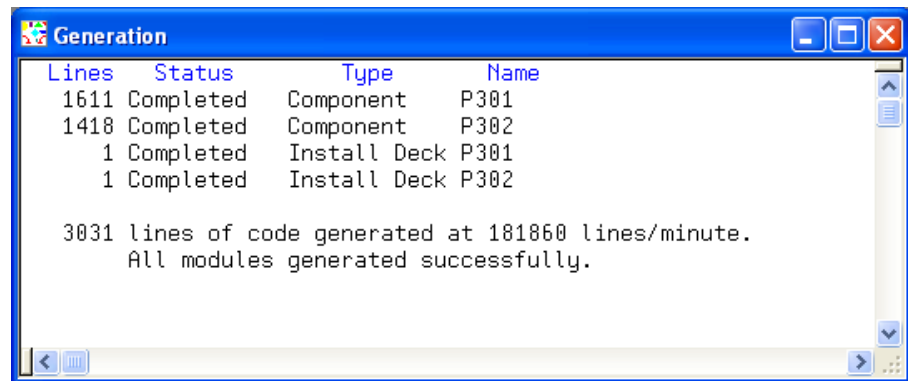 Generation
Lines Status Type Name
1611 Completed Component P301
1418 Completed Component P302
1 Completed Install Deck P301
1 Completed Install Deck P302
3031 lines of code generated at 181860 lines/minute.
All modules generated successfully.